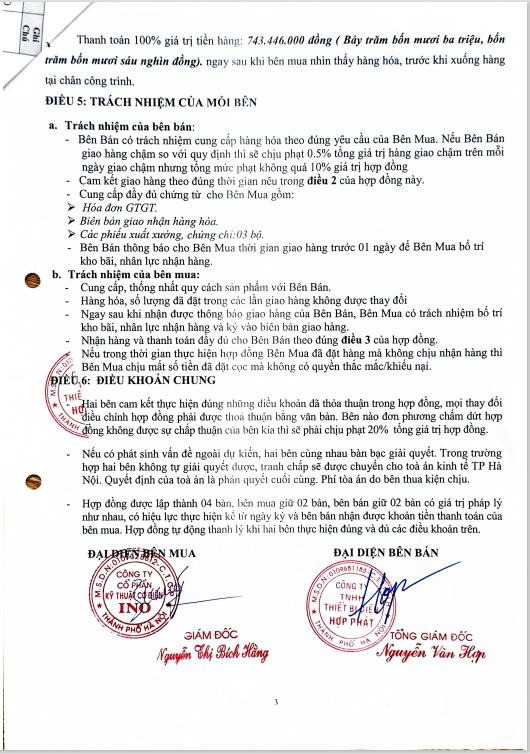 Ghi
Chú
Thanh toán 100% giá trị tiền hàng: 743.446.000 đồng ( Bảy trăm bốn mươi ba triệu, bốn
trăm bốn mươi sáu nghìn đồng). ngay sau khi bên mua nhìn thấy hàng hóa, trước khi xuống hàng
tại chân công trình.
ĐIỀU 5: TRÁCH NHIỆM CỦA MỖI BÊN
a. Trách nhiệm của bên bán:
- Bên Bán có trách nhiệm cung cấp hàng hóa theo đúng yêu cầu của Bên Mua. Nếu Bên Bán
giao hàng chậm so với quy định thì sẽ chịu phạt 0.5% tổng giá trị hàng giao chậm trên mỗi
ngày giao chậm nhưng tổng mức phạt không quá 10% giá trị hợp đồng
- Cam kết giao hàng theo đúng thời gian nêu trong điều 2 của hợp đồng này.
- Cung cấp đầy đủ chứng từ cho Bên Mua gồm:
➤ Hóa đơn GTGT.
➤ Biên bản giao nhận hàng hóa.
➤ Các phiếu xuất xưởng, chứng chỉ:03 bộ.
- Bên Bán thông báo cho Bên Mua thời gian giao hàng trước 01 ngày để Bên Mua bố trí
kho bãi, nhân lực nhận hàng.
b. Trách nhiệm của bên mua:
- Cung cấp, thống nhất quy cách sản phẩm với Bên Bán.
- Hàng hóa, số lượng đã đặt trong các lần giao hàng không được thay đổi
- Ngay sau khi nhận được thông báo giao hàng của Bên Bán, Bên Mua có trách nhiệm bố trí
kho bãi, nhân lực nhận hàng và ký vào biên bản giao hàng.
- Nhận hàng và thanh toán đầy đủ cho Bên Bán theo đúng điều 3 của hợp đồng.
- Nếu trong thời gian thực hiện hợp đồng Bên Mua đã đặt hàng mà không chịu nhận hàng thì
Bên Mua chịu mất số tiền đã đặt cọc mà không có quyền thắc mắc/khiếu nại.
ĐIỀU 6: ĐIỀU KHOẢN CHUNG
- Hai bên cam kết thực hiện đúng những điều khoản đã thỏa thuận trong hợp đồng, mọi thay đổi
điều chỉnh hợp đồng phải được thoả thuận bằng văn bản. Bên nào đơn phương chấm dứt hợp
đồng không được sự chấp thuận của bên kia thì sẽ phải chịu phạt 20% tổng giá trị hợp đồng.
- Nếu có phát sinh vấn đề ngoài dự kiến, hai bên cùng nhau bàn bạc giải quyết. Trong trường
hợp hai bên không tự giải quyết được, tranh chấp sẽ được chuyển cho toà án kinh tế TP Hà
Nội. Quyết định của toà án là phán quyết cuối cùng. Phí tòa án do bên thua kiện chịu.
- Hợp đồng được lập thành 04 bản, bên mua giữ 02 bản, bên bán giữ 02 bản có giá trị pháp lý
như nhau, có hiệu lực thực hiện kể từ ngày ký và bên bán nhận được khoản tiền thanh toán của
bên mua. Hợp đồng tự động thanh lý khi hai bên thực hiện đúng và đủ các điều khoản trên.
ĐẠI DIỆN BÊN MUA
ĐẠI DIỆN BÊN BÁN
CÔNG TY
CỔ PHẦN
KỸ THUẬT CƠ ĐIỆN
INO
THÀNH PHỐ HÀ NỘI
CÔNG TY
TNHH
THIẾT BỊ ĐIỆN
HỢP PHÁT
THÀNH PHỐ HÀ NỘI
GIÁM ĐỐC
Nguyễn Thị Bích Hằng
TỔNG GIÁM ĐỐC
Nguyễn Văn Hợp
3